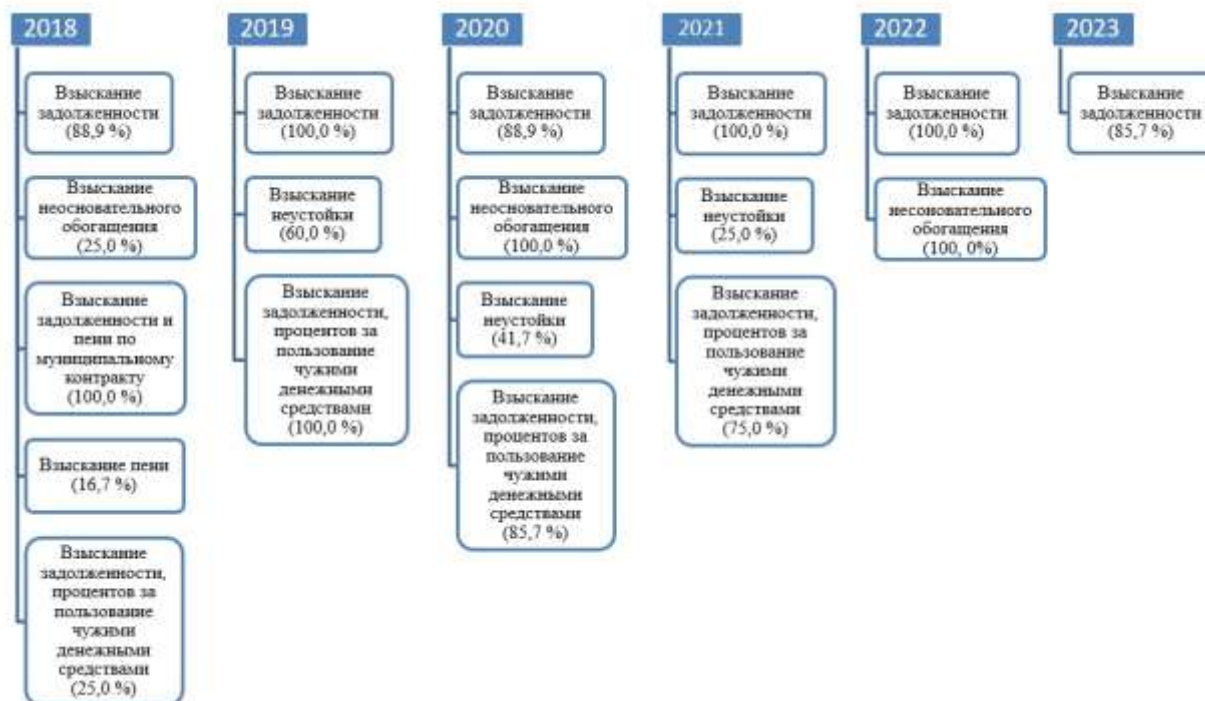 2018
Взыскание
задолженности
(88,9 %)
Взыскание
неосновательного
обогащения
(25,0 %)
Взыскание
задолженности и
пени по
муниципальному
контракту
(100,0 %)
Взыскание пени
(16,7 %)
Взыскание
задолженности,
процентов за
пользование
чужими
денежными
средствами
(25,0 %)
2019
Взыскание
задолженности
(100,0 %)
Взыскание
неустойки
(60,0 %)
Взыскание
задолженности,
процентов за
пользование
чужими
денежными
средствами
(100,0 %)
2020
Взыскание
задолженности
(88,9 %)
Взыскание
неосновательного
обогащения
(100,0 %)
Взыскание
неустойки
(41,7 %)
Взыскание
задолженности,
процентов за
пользование
чужими
денежными
средствами
(85,7 %)
2021
Взыскание
задолженности
(100,0 %)
Взыскание
неустойки
(25,0 %)
Взыскание
задолженности,
процентов за
пользование
чужими
денежными
средствами
(75,0 %)
2022
Взыскание
задолженности
(100,0 %)
Взыскание
несоновательного
обогащения
(100, 0%)
2023
Взыскание
задолженности
(85,7 %)